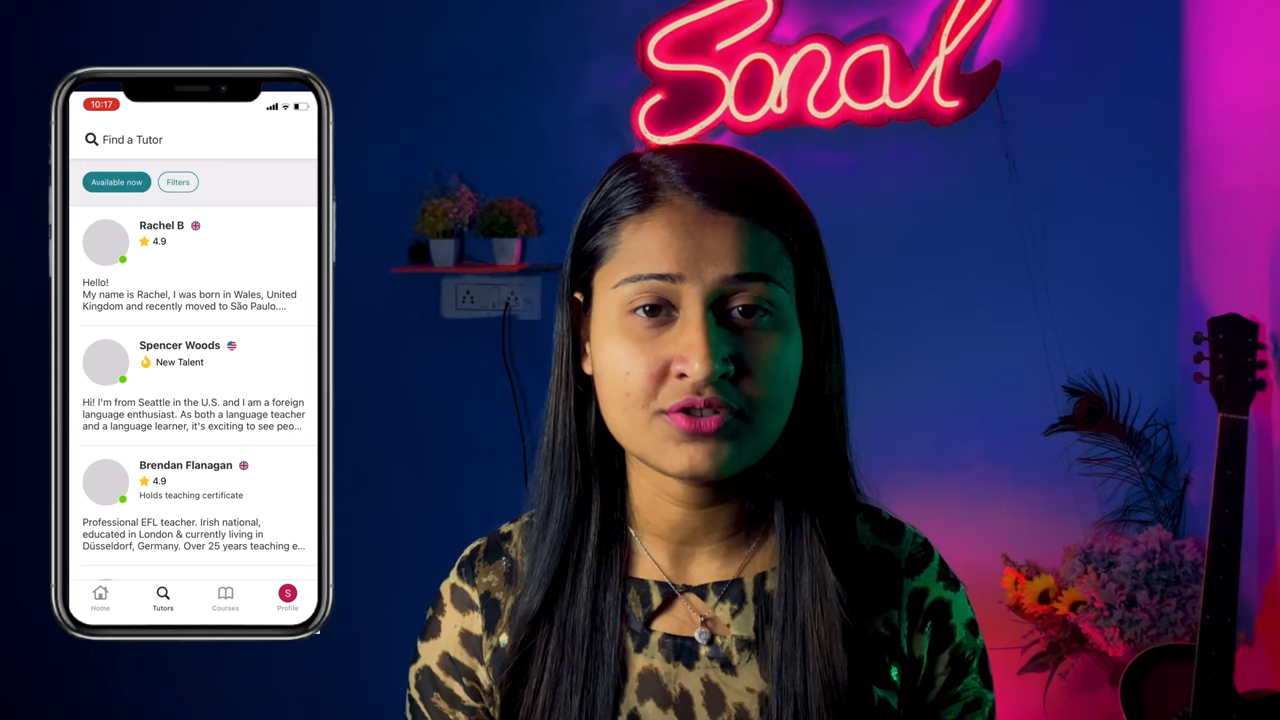 Sonal
10:17
Find a Tutor
Available now
Filters
Rachel B
4.9
Hello!
My name is Rachel, I was born in Wales, United
Kingdom and recently moved to São Paulo....
Spencer Woods
New Talent
Hi! I'm from Seattle in the U.S. and I am a foreign
language enthusiast. As both a language teacher
and a language learner, it's exciting to see peo...
Brendan Flanagan
4.9
Holds teaching certificate
Professional EFL teacher. Irish national,
educated in London & currently living in
Düsseldorf, Germany. Over 25 years teaching e...
Home
Tutors
Courses
S
Profile